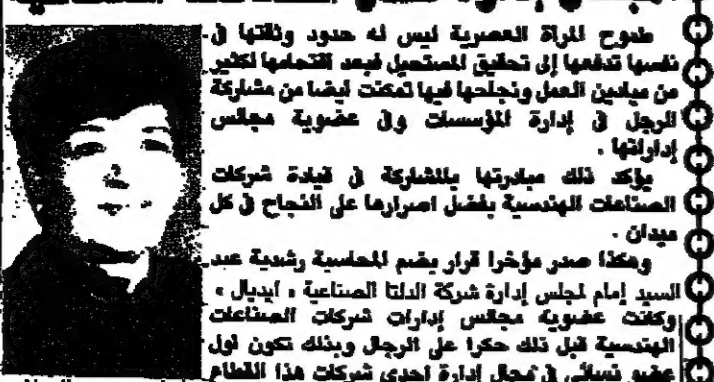 طموح المرأة العصرية ليس له حدود وثقتها في
نفسها تدفعها إلى تحقيق المستحيل فبعد اقتحامها لكثير
من ميادين العمل ونجاحها فيها تمكنت أيضا من مشاركة
الرجل في إدارة المؤسسات وفي عضوية مجالس
إداراتها .
يؤكد ذلك مبادرتها بالمشاركة في قيادة شركات
الصناعات الهندسية بفضل اصرارها على النجاح في كل
ميدان .
وهكذا صدر مؤخرا قرار بضم المحاسبة رشدية عبد
السيد إمام لمجلس إدارة شركة الدلتا الصناعية « ايديال »
وكانت عضوية مجالس إدارات شركات الصناعات
الهندسية قبل ذلك حكرا على الرجال وبذلك تكون أول
عضو نسائي في مجال إدارة احدى شركات هذا القطاع